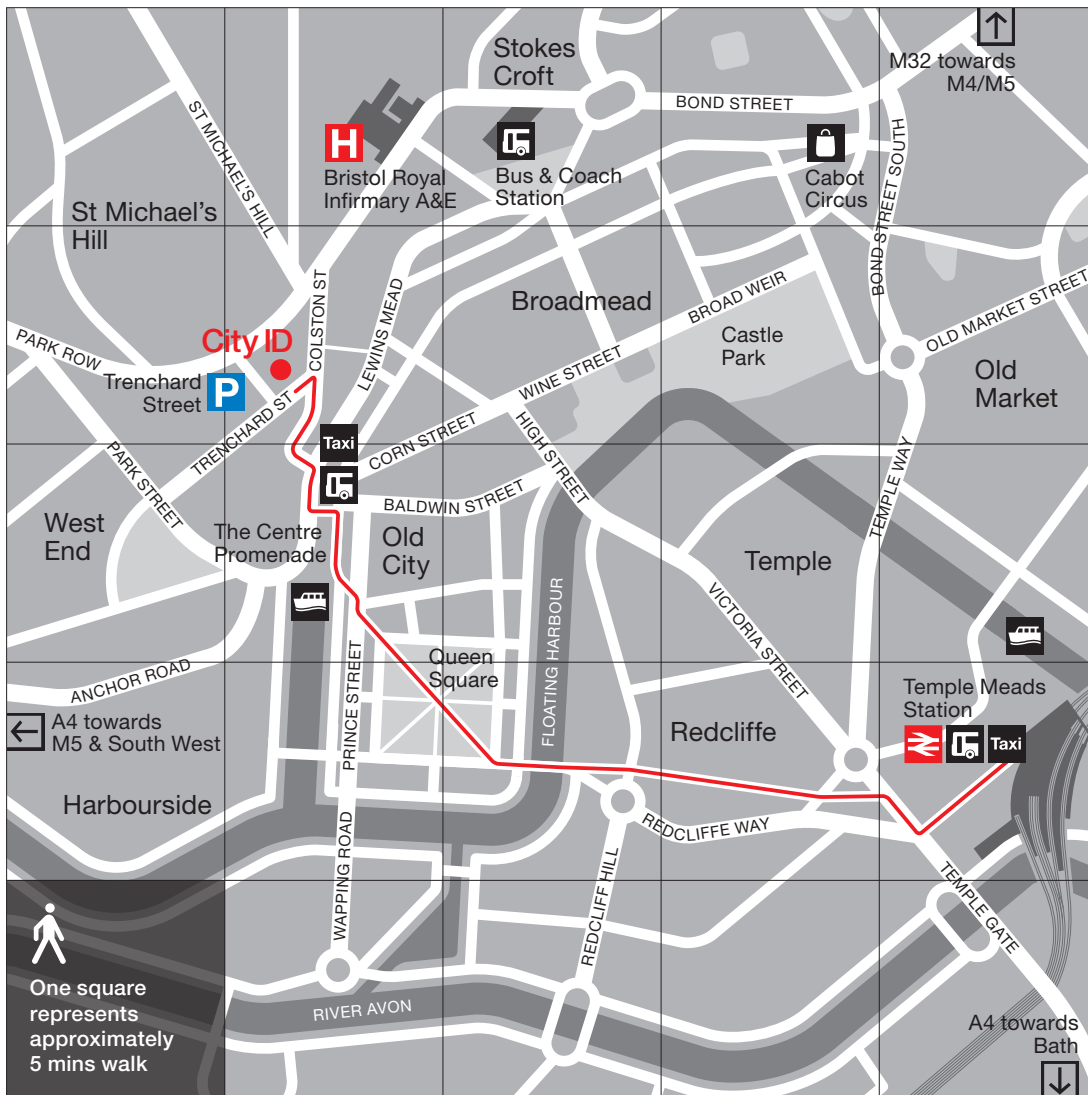 Stokes
Croft
M32 towards
M4/M5
BOND STREET
ST MICHAEL'S HILL
H
Bristol Royal
Infirmary A&E
Bus & Coach
Station
Cabot
Circus
BOND STREET SOUTH
St Michael's
Hill
COLSTON ST
LEWINS MEAD
Broadmead
BROAD WEIR
OLD MARKET STREET
PARK ROW
City ID
Castle
Park
WINE STREET
Trenchard
Street
P
TRENCHARD ST
Old
Market
HIGH STREET
Taxi
CORN STREET
PARK STREET
TEMPLE WAY
BALDWIN STREET
West
End
The Centre
Promenade
Old
City
Temple
FLOATING HARBOUR
VICTORIA STREET
Queen
Square
PRINCE STREET
ANCHOR ROAD
Temple Meads
Station
Taxi
A4 towards
M5 & South West
Redcliffe
Harbourside
REDCLIFFE WAY
WAPPING ROAD
REDCLIFF HILL
TEMPLE GATE
One square
represents
approximately
5 mins walk
RIVER AVON
A4 towards
Bath